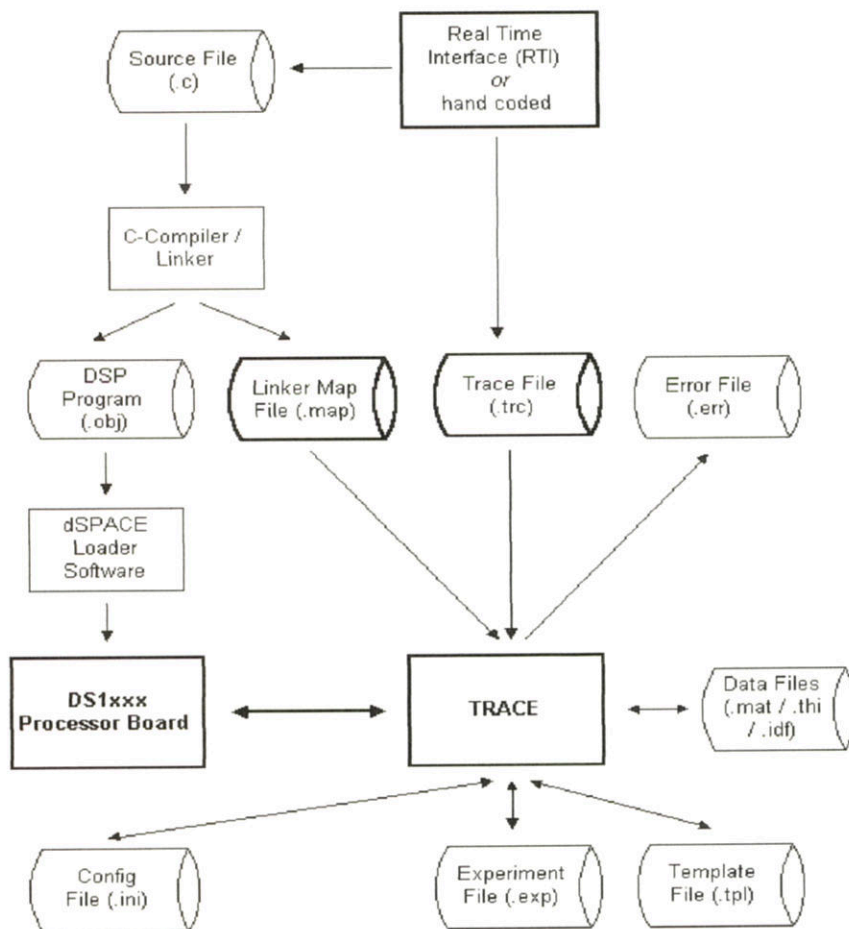 Source File
(.c)
Real Time
Interface (RTI)
or
hand coded
C-Compiler /
Linker
DSP
Program
(.obj)
Linker Map
File (.map)
Trace File
(.trc)
Error File
(.err)
dSPACE
Loader
Software
DS1xxx
Processor Board
TRACE
Data Files
(.mat / .thi
/ .idf)
Config
File (.ini)
Experiment
File (.exp)
Template
File (.tpl)